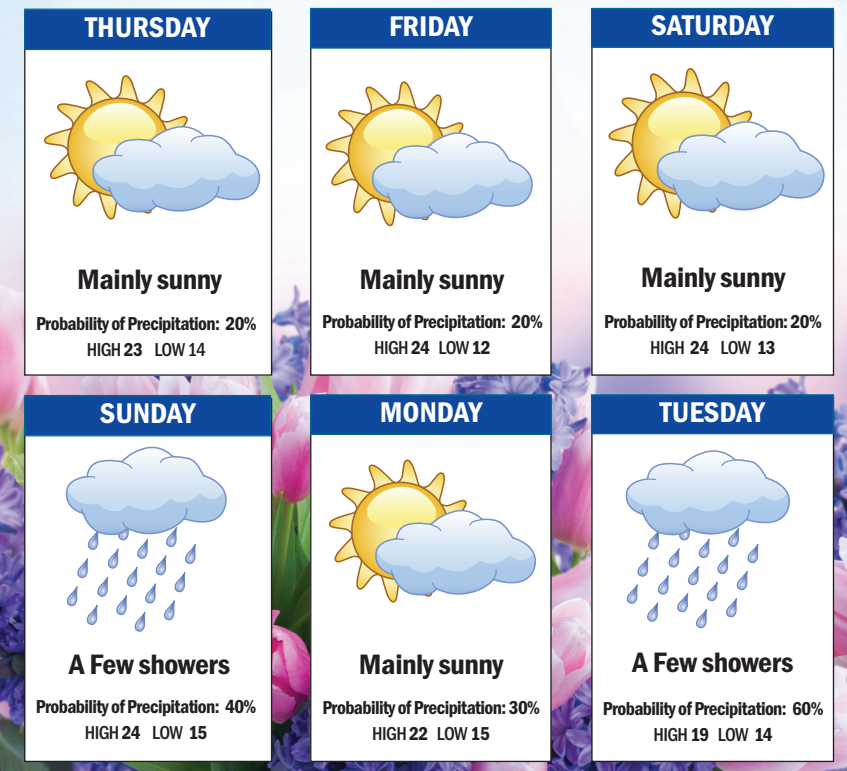 THURSDAY
Mainly sunny
Probability of Precipitation: 20%
HIGH 23 LOW 14
FRIDAY
Mainly sunny
Probability of Precipitation: 20%
HIGH 24 LOW 12
SATURDAY
Mainly sunny
Probability of Precipitation: 20%
HIGH 24 LOW 13
SUNDAY
A Few showers
Probability of Precipitation: 40%
HIGH 24 LOW 15
MONDAY
Mainly sunny
Probability of Precipitation: 30%
HIGH 22 LOW 15
TUESDAY
A Few showers
Probability of Precipitation: 60%
HIGH 19 LOW 14